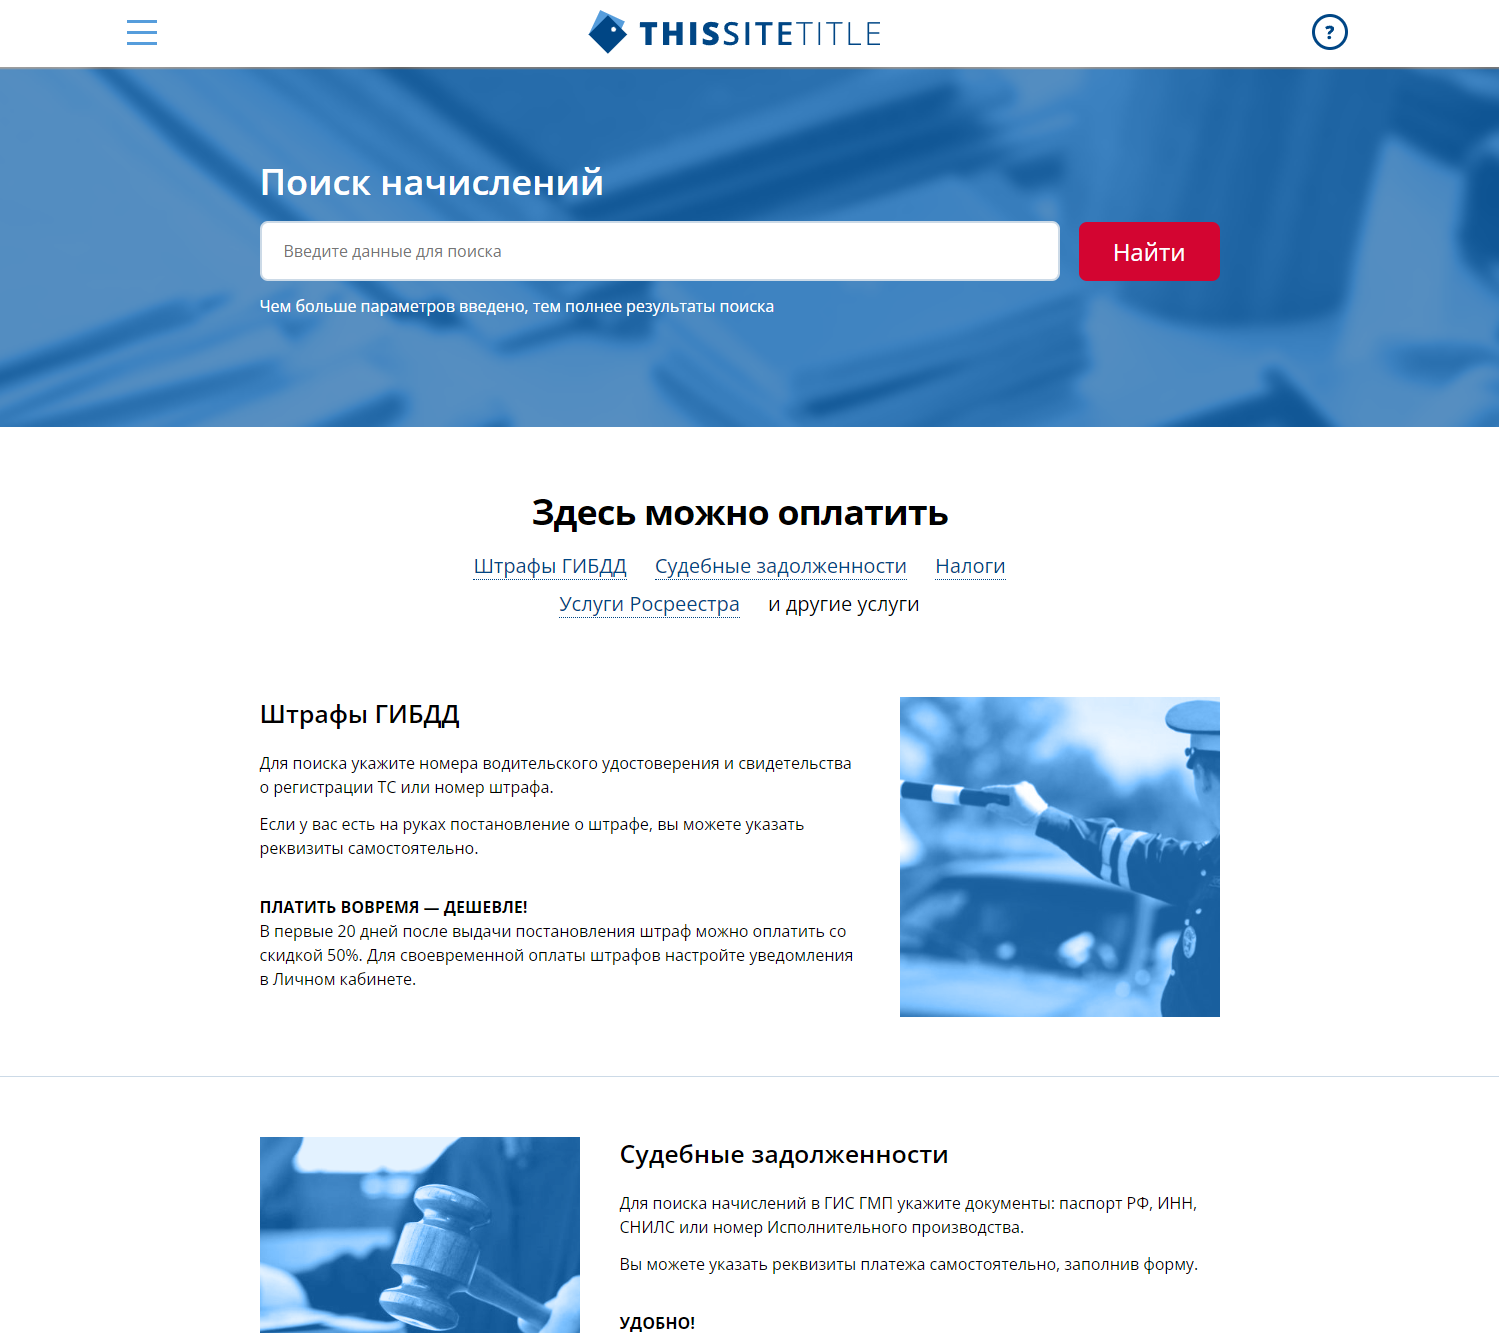 THISSITETITLE
?
Поиск начислений
Введите данные для поиска
Найти
Чем больше параметров введено, тем полнее результаты поиска
Здесь можно оплатить
Штрафы ГИБДД Судебные задолженности Налоги
Услуги Росреестра и другие услуги
Штрафы ГИБДД
Для поиска укажите номера водительского удостоверения и свидетельства
о регистрации ТС или номер штрафа.
Если у вас есть на руках постановление о штрафе, вы можете указать
реквизиты самостоятельно.
ПЛАТИТЬ ВОВРЕМЯ — ДЕШЕВЛЕ!
В первые 20 дней после выдачи постановления штраф можно оплатить со
скидкой 50%. Для своевременной оплаты штрафов настройте уведомления
в Личном кабинете.
Судебные задолженности
Для поиска начислений в ГИС ГМП укажите документы: паспорт РФ, ИНН,
СНИЛС или номер Исполнительного производства.
Вы можете указать реквизиты платежа самостоятельно, заполнив форму.
УДОБНО!